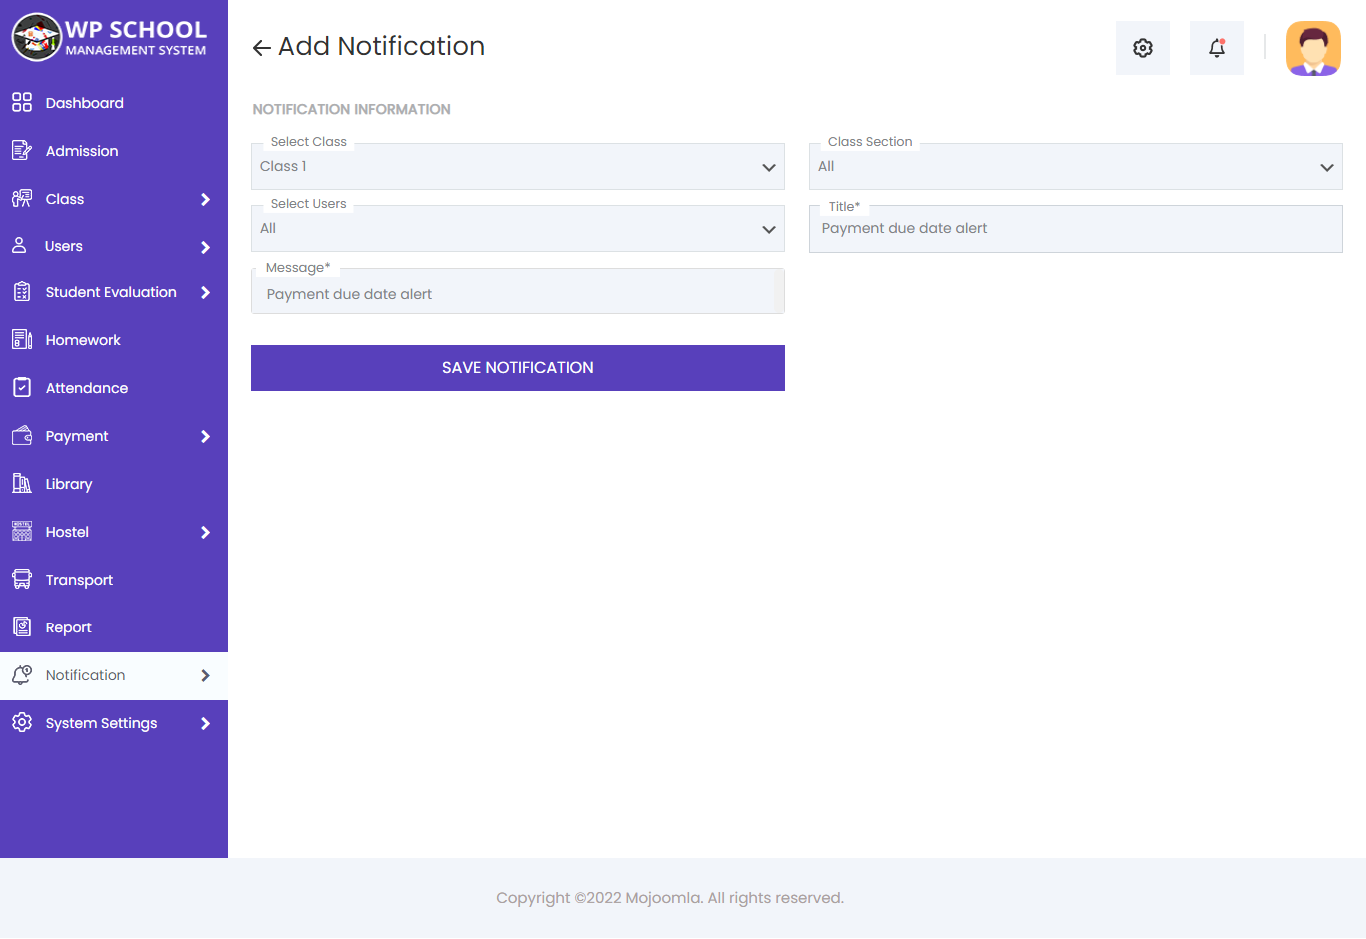 WP SCHOOL
MANAGEMENT SYSTEM
Dashboard
Admission
Class
Users
Student Evaluation
Homework
Attendance
Payment
Library
Hostel
Transport
Report
Notification
System Settings
Add Notification
NOTIFICATION INFORMATION
Select Class
Class 1
Class Section
All
Select Users
All
Title*
Payment due date alert
Message*
Payment due date alert
SAVE NOTIFICATION
Copyright ©2022 Mojoomla. All rights reserved.